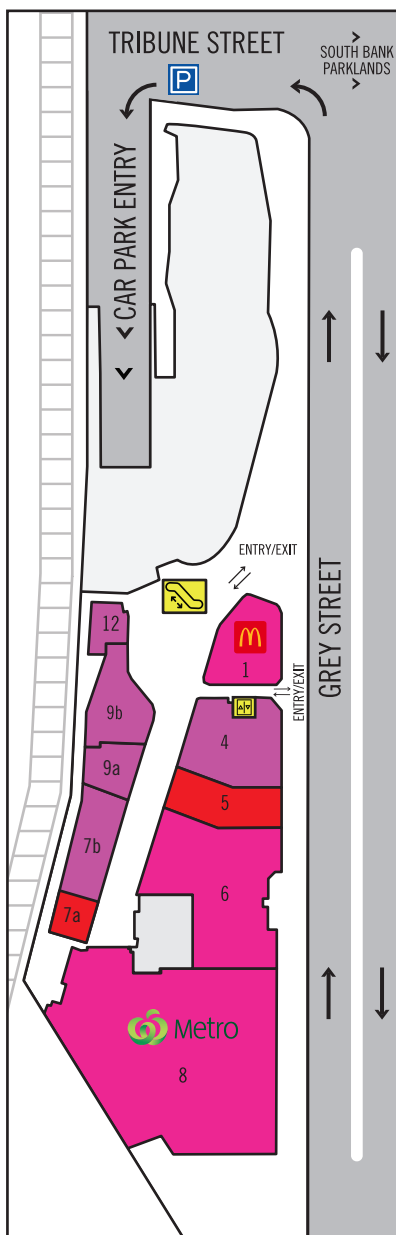 TRIBUNE STREET
>
SOUTH BANK
PARKLANDS
>
P
CAR PARK ENTRY
ENTRY/EXIT
GREY STREET
12
1
ENTRY/EXIT
9b
4
9a
5
7b
6
7a
Metro
8